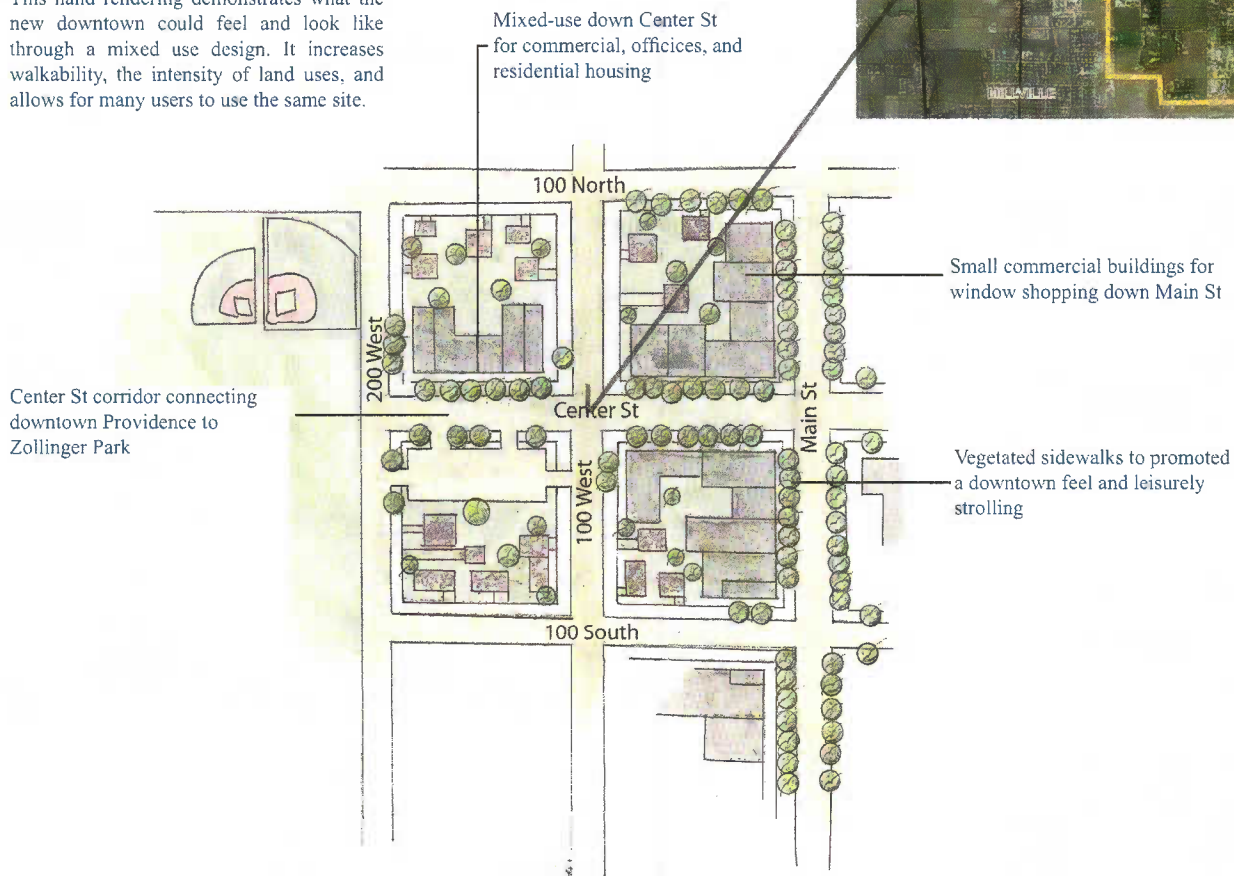 This hand rendering demonstrates what the
new downtown could feel and look like
through a mixed use design. It increases
walkability, the intensity of land uses, and
allows for many users to use the same site.
Mixed-use down Center St
for commercial, officices, and
residential housing
100 North
Small commercial buildings for
window shopping down Main St
200 West
Center St
Main St
Center St corridor connecting
downtown Providence to
Zollinger Park
100 West
Vegetated sidewalks to promoted
a downtown feel and leisurely
strolling
100 South